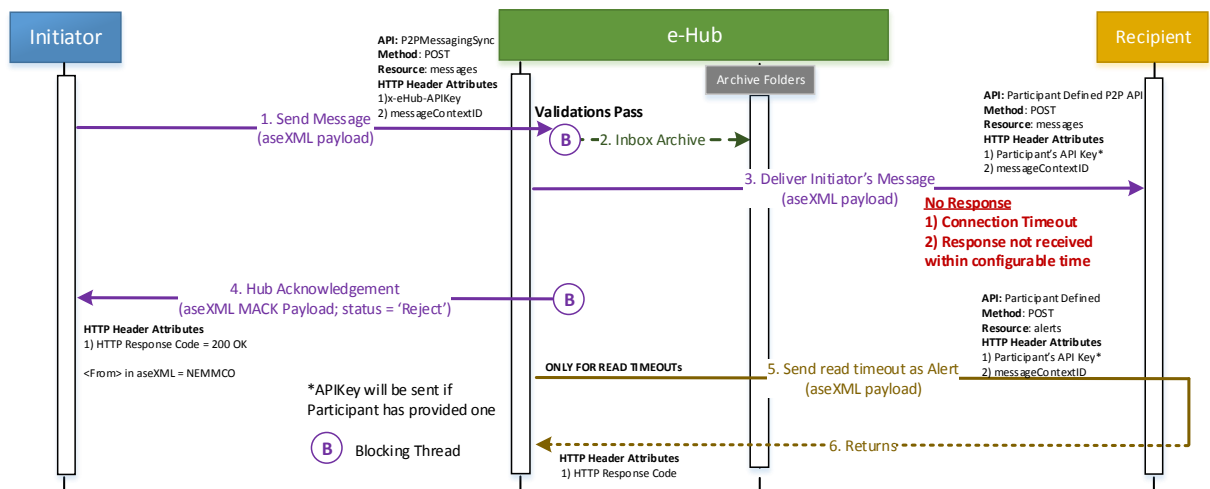 Initiator
e-Hub
Recipient
API: P2PMessagingSync
Method: POST
Resource: messages
HTTP Header Attributes
1)x-eHub-APIKey
2) messageContextID
Archive Folders
API: Participant Defined P2P API
Method: POST
Resource: messages
HTTP Header Attributes
1) Participant's API Key*
2) messageContextID
1. Send Message
(aseXML payload)
Validations Pass
B
2. Inbox Archive
3. Deliver Initiator's Message
(aseXML payload)
No Response
1) Connection Timeout
2) Response not received
within configurable time
4. Hub Acknowledgement
(aseXML MACK Payload; status = 'Reject')
B
HTTP Header Attributes
1) HTTP Response Code = 200 OK
<From> in aseXML = NEMMCO
API: Participant Defined
Method: POST
Resource: alerts
HTTP Header Attributes
1) Participant's API Key*
2) messageContextID
ONLY FOR READ TIMEOUTs
5. Send read timeout as Alert
(aseXML payload)
*APIKey will be sent if
Participant has provided one
B
Blocking Thread
6. Returns
HTTP Header Attributes
1) HTTP Response Code